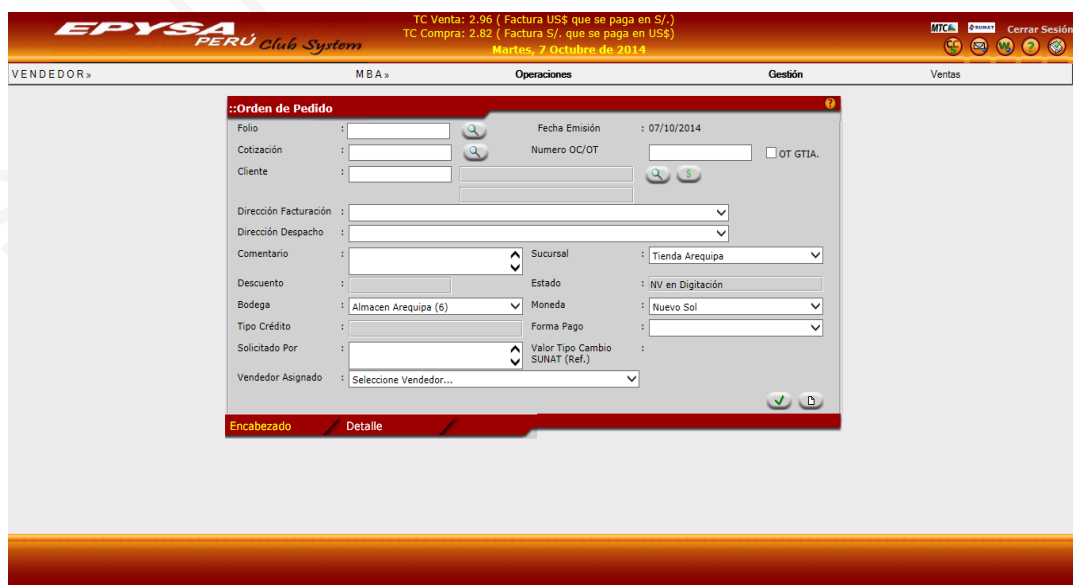 EPYSA
PERÚ Club System
TC Venta: 2.96 ( Factura US$ que se paga en S/.)
TC Compra: 2.82 ( Factura S/. que se paga en US$)
Martes, 7 Octubre de 2014
MTC SUNAT Cerrar Sesión
VENDEDOR» MBA» Operaciones Gestión Ventas
::Orden de Pedido ?
Folio : Fecha Emisión : 07/10/2014
Cotización : Numero OC/OT OT GTIA.
Cliente : $
Dirección Facturación :
Dirección Despacho :
Comentario : Sucursal : Tienda Arequipa
Descuento : Estado : NV en Digitación
Bodega : Almacen Arequipa (6) Moneda : Nuevo Sol
Tipo Crédito : Forma Pago :
Solicitado Por : Valor Tipo Cambio :
SUNAT (Ref.)
Vendedor Asignado : Seleccione Vendedor...
Encabezado Detalle